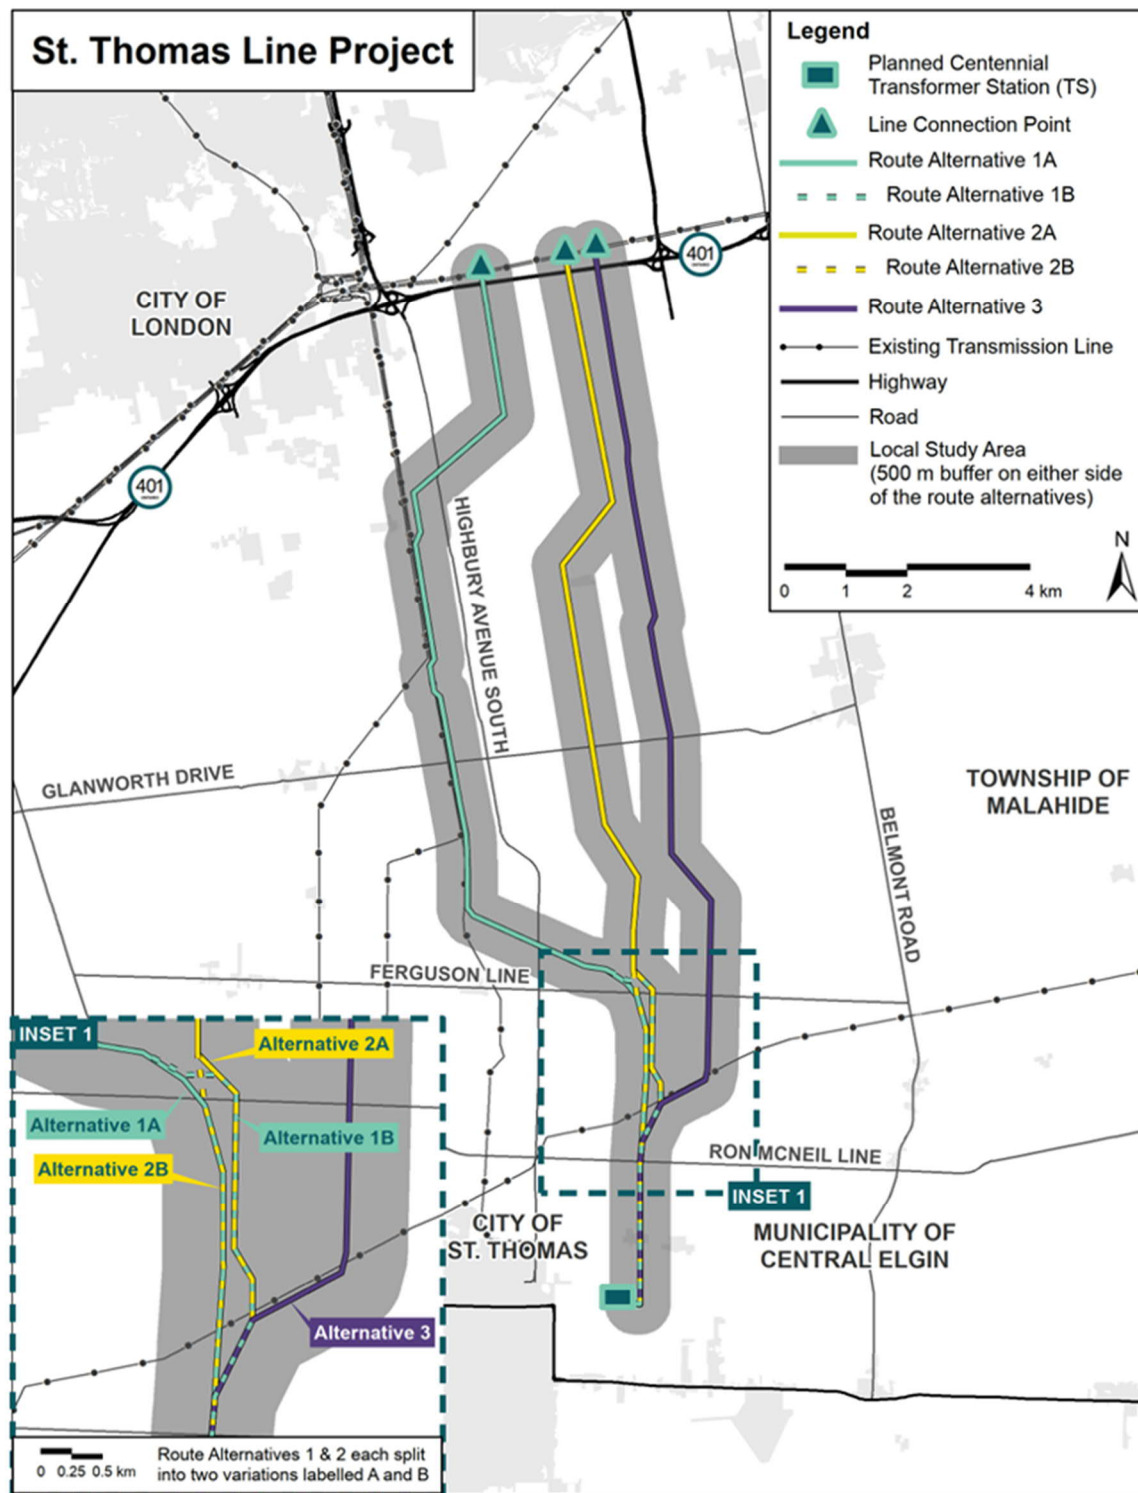 St. Thomas Line Project
Legend
Planned Centennial
Transformer Station (TS)
Line Connection Point
Route Alternative 1A
Route Alternative 1B
Route Alternative 2A
Route Alternative 2B
Route Alternative 3
Existing Transmission Line
Highway
Road
Local Study Area
(500 m buffer on either side
of the route alternatives)
N
0 1 2 4 km
401
CITY OF
LONDON
401
HIGHBURY AVENUE SOUTH
GLANWORTH DRIVE
TOWNSHIP OF
MALAHIDE
BELMONT ROAD
FERGUSON LINE
INSET 1
Alternative 2A
Alternative 1A
Alternative 1B
Alternative 2B
Alternative 3
RON MCNEIL LINE
INSET 1
CITY OF
ST. THOMAS
MUNICIPALITY OF
CENTRAL ELGIN
0 0.25 0.5 km
Route Alternatives 1 & 2 each split
into two variations labelled A and B